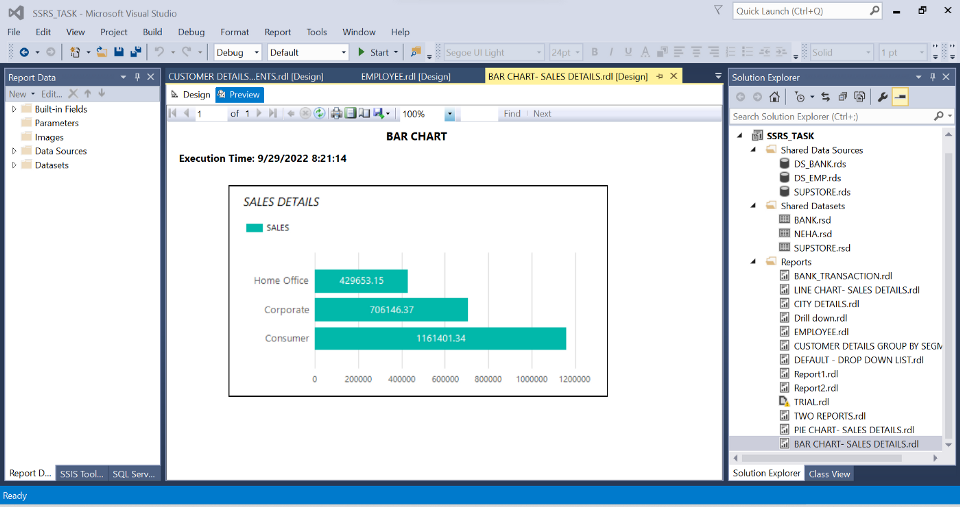 SSRS_TASK - Microsoft Visual Studio
Quick Launch (Ctrl+Q)
File Edit View Project Build Debug Format Report Tools Window Help
Debug Default Start Segoe UI Light 24pt B I U A Solid 1 pt
Report Data
New Edit...
Built-in Fields
Parameters
Images
Data Sources
Datasets
Report D... SSIS Tool... SQL Serv...
CUSTOMER DETAILS...ENTS.rdl [Design] EMPLOYEE.rdl [Design] BAR CHART- SALES DETAILS.rdl [Design]
Design Preview
1 of 1 100% Find Next
BAR CHART
Execution Time: 9/29/2022 8:21:14
SALES DETAILS
SALES
Home Office 429653.15
Corporate 706146.37
Consumer 1161401.34
0 200000 400000 600000 800000 1000000 1200000
Solution Explorer
Search Solution Explorer (Ctrl+;)
SSRS_TASK
Shared Data Sources
DS_BANK.rds
DS_EMP.rds
SUPSTORE.rds
Shared Datasets
BANK.rsd
NEHA.rsd
SUPSTORE.rsd
Reports
BANK_TRANSACTION.rdl
LINE CHART- SALES DETAILS.rdl
CITY DETAILS.rdl
Drill down.rdl
EMPLOYEE.rdl
CUSTOMER DETAILS GROUP BY SEGM
DEFAULT - DROP DOWN LIST.rdl
Report1.rdl
Report2.rdl
TRIAL.rdl
TWO REPORTS.rdl
PIE CHART- SALES DETAILS.rdl
BAR CHART- SALES DETAILS.rdl
Solution Explorer Class View
Ready